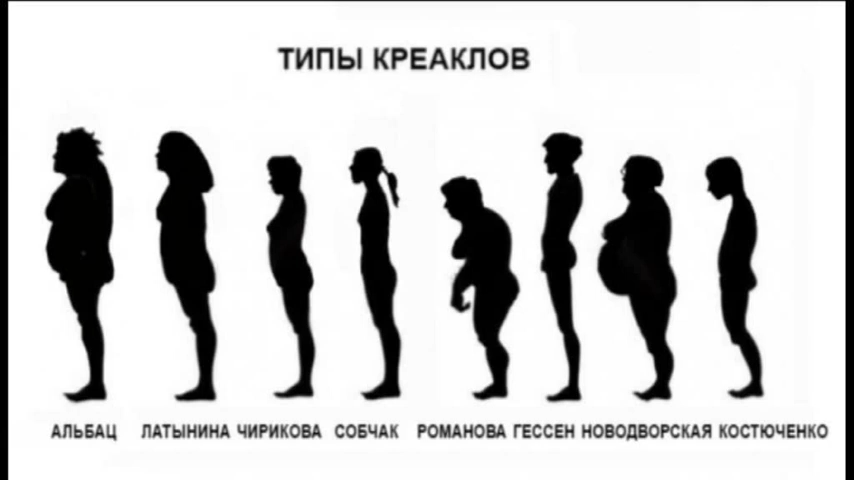 ТИПЫ КРЕАКЛОВ
АЛЬБАЦ ЛАТЫНИНА ЧИРИКОВА СОБЧАК РОМАНОВА ГЕССЕН НОВОДВОРСКАЯ КОСТЮЧЕНКО